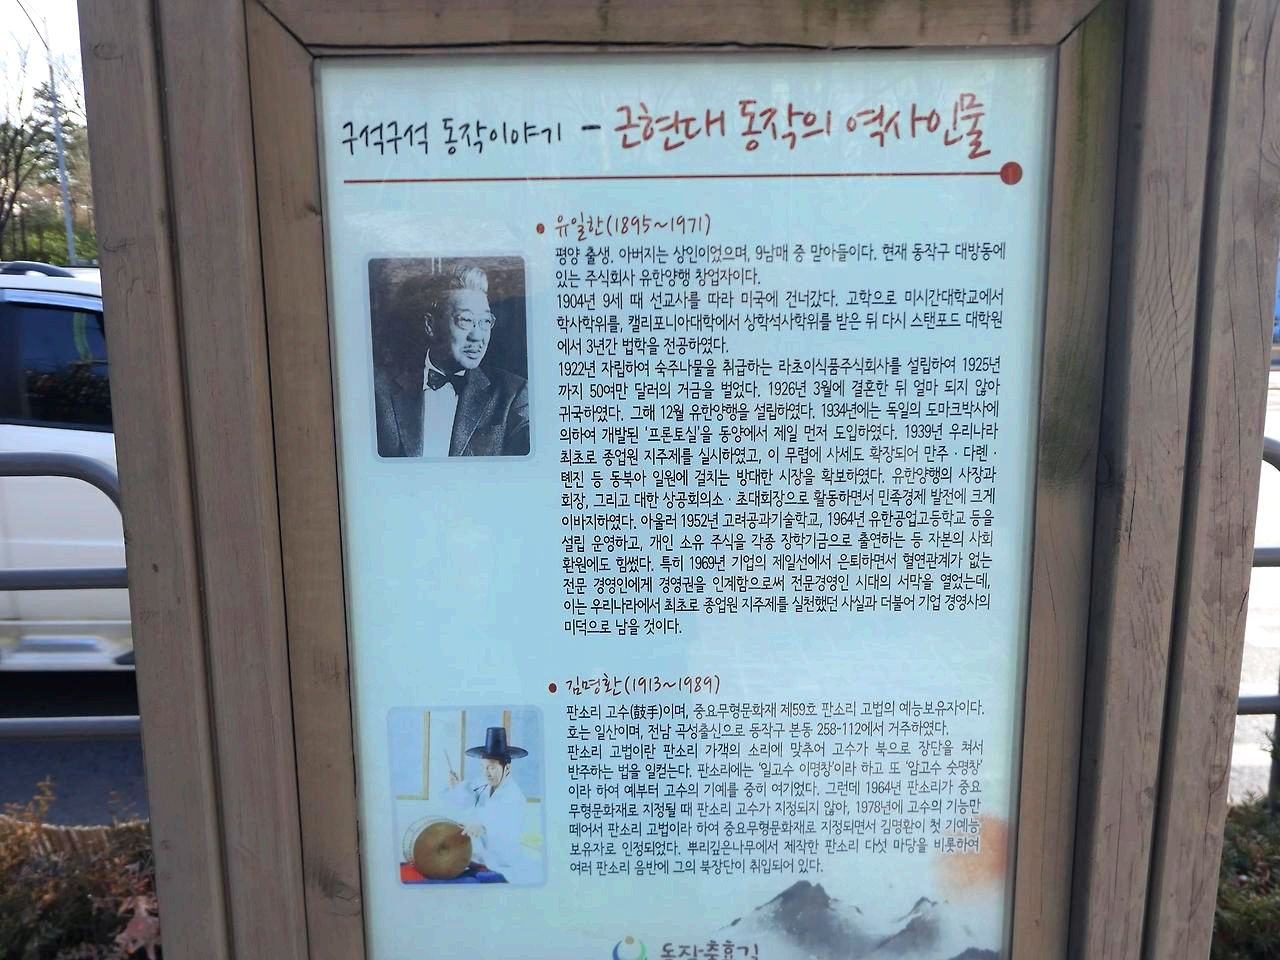 구석구석 동작이야기 - 근현대 동작의 역사인물
유일한(1895~1971)
평양 출생, 아버지는 상인이었으며, 9남매 중 맏아들이다. 현재 동작구 대방동에
있는 주식회사 유한양행 창업자이다.
1904년 9세 때 선교사를 따라 미국에 건너갔다. 고학으로 미시간대학교에서
학사학위를, 캘리포니아대학에서 상학석사학위를 받은 뒤 다시 스탠포드 대학원
에서 3년간 법학을 전공하였다.
1922년 자립하여 숙주나물을 취급하는 라초이식품주식회사를 설립하여 1925년
까지 50여만 달러의 거금을 벌었다. 1926년 3월에 결혼한 뒤 얼마 되지 않아
귀국하였다. 그해 12월 유한양행을 설립하였다. 1934년에는 독일의 도마크박사에
의하여 개발된 '프론토실'을 동양에서 제일 먼저 도입하였다. 1939년 우리나라
최초로 종업원 지주제를 실시하였고, 이 무렵에 사세도 확장되어 만주·다롄·
톈진 등 동북아 일원에 걸치는 방대한 시장을 확보하였다. 유한양행의 사장과
회장, 그리고 대한 상공회의소·초대회장으로 활동하면서 민족경제 발전에 크게
이바지하였다. 아울러 1952년 고려공과기술학교, 1964년 유한공업고등학교 등을
설립 운영하고, 개인 소유 주식을 각종 장학기금으로 출연하는 등 자본의 사회
환원에도 힘썼다. 특히 1969년 기업의 제일선에서 은퇴하면서 혈연관계가 없는
전문 경영인에게 경영권을 인계함으로써 전문경영인 시대의 서막을 열었는데,
이는 우리나라에서 최초로 종업원 지주제를 실천했던 사실과 더불어 기업 경영사의
미덕으로 남을 것이다.
김명환(1913~1989)
판소리 고수(鼓手)이며, 중요무형문화재 제59호 판소리 고법의 예능보유자이다.
호는 일산이며, 전남 곡성출신으로 동작구 본동 258-112에서 거주하였다.
판소리 고법이란 판소리 가객의 소리에 맞추어 고수가 북으로 장단을 쳐서
반주하는 법을 일컫는다. 판소리에는 '일고수 이명창'이라 하고 또 '암고수 숫명창'
이라 하여 예부터 고수의 기예를 중히 여기었다. 그런데 1964년 판소리가 중요
무형문화재로 지정될 때 판소리 고수가 지정되지 않아, 1978년에 고수의 기능만
떼어서 판소리 고법이라 하여 중요무형문화재로 지정되면서 김명환이 첫 기예능
보유자로 인정되었다. 뿌리깊은나무에서 제작한 판소리 다섯 마당을 비롯하여
여러 판소리 음반에 그의 북장단이 취입되어 있다.
동작충효길